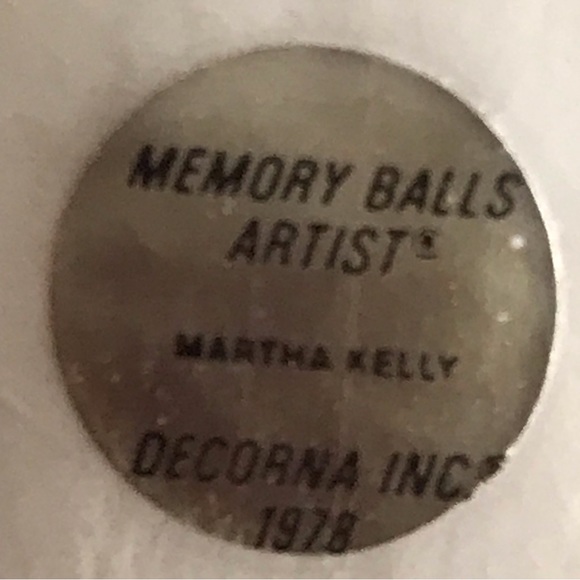 MEMORY BALLS
ARTIST®
MARTHA KELLY
DECORNA INC.®
1978